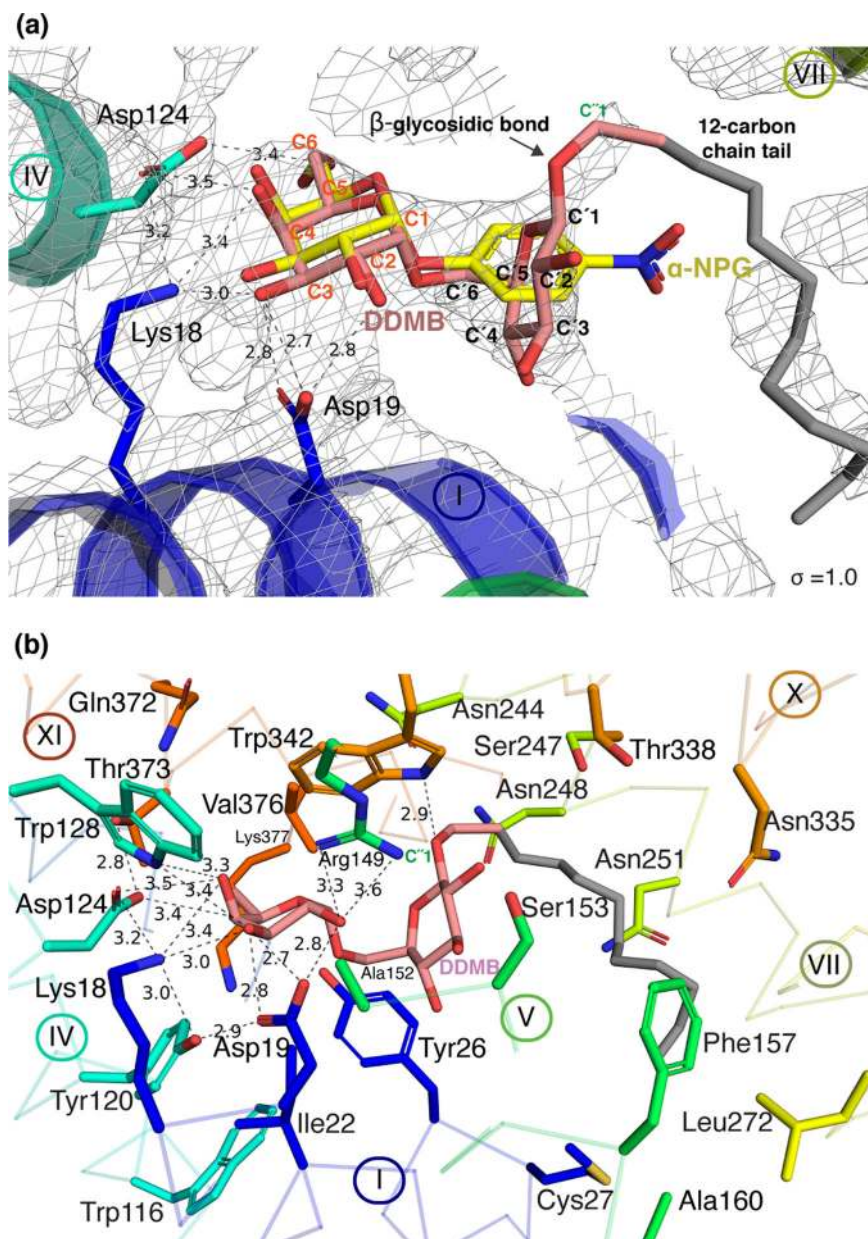 (a)
VII
Asp124
C″1
β-glycosidic bond
12-carbon
chain tail
IV
3.4
C6
3.5
C5
C´1
C4
C1
3.2
3.4
C2
C´5
C´2
α-NPG
3.0
C3
C´6
Lys18
DDMB
C´4
C´3
2.8
2.7
2.8
Asp19
I
σ =1.0
(b)
Gln372
Asn244
X
XI
Trp342
Ser247
Thr338
Thr373
Val376
Asn248
Trp128
Lys377
2.9
Asn335
Arg149
C″1
2.8
3.3
3.5
3.4
3.3
3.6
Asn251
Asp124
3.4
Ser153
3.2
3.4
2.8
3.0
2.7
Ala152
DDMB
Lys18
2.8
VII
3.0
V
IV
2.9
Asp19
Tyr26
Phe157
Tyr120
Ile22
Leu272
I
Trp116
Cys27
Ala160